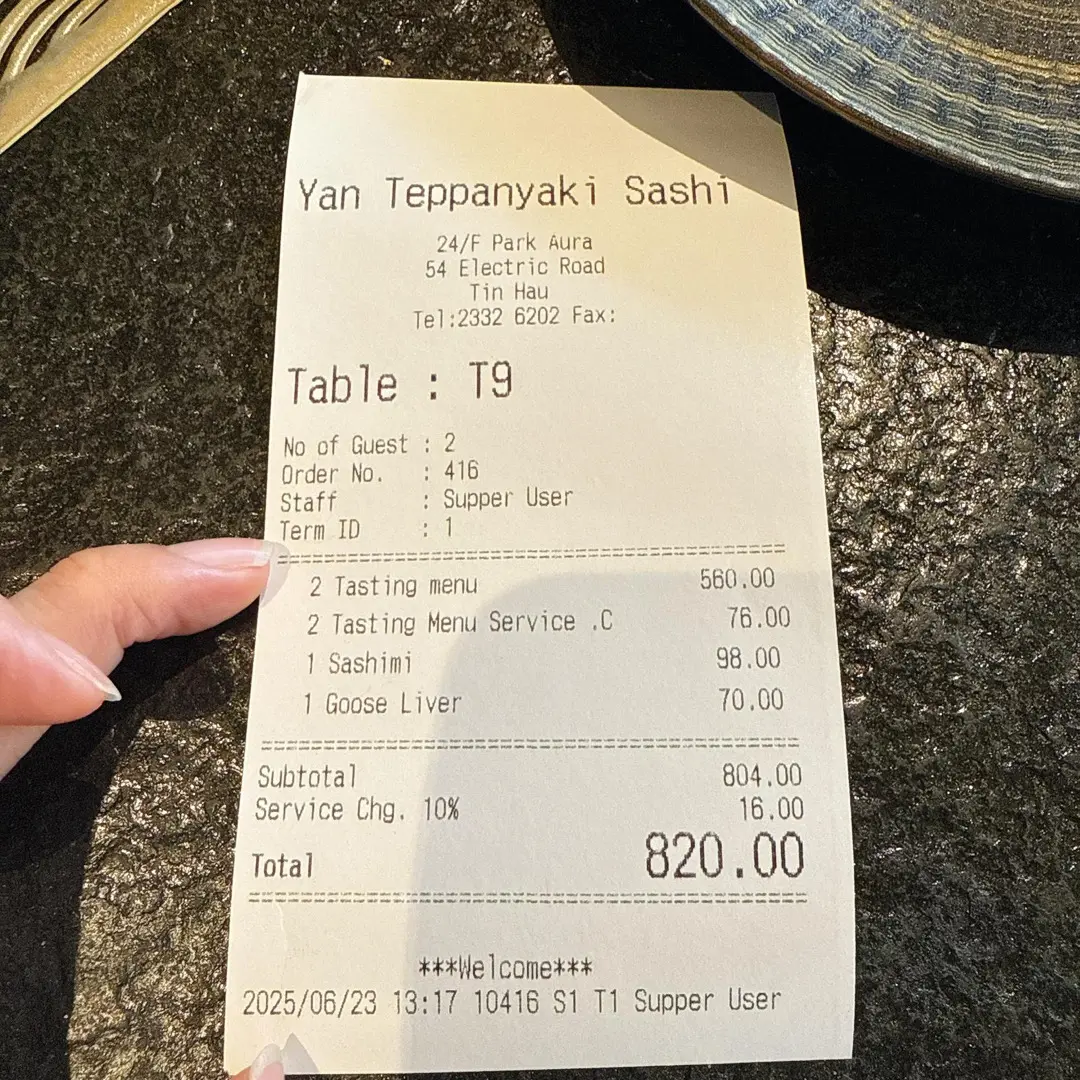 Yan Teppanyaki Sashi
24/F Park Aura
54 Electric Road
Tin Hau
Tel:2332 6202 Fax:
Table : T9
No of Guest : 2
Order No. : 416
Staff : Supper User
Term ID : 1
2 Tasting menu 560.00
2 Tasting Menu Service .C 76.00
1 Sashimi 98.00
1 Goose Liver 70.00
Subtotal 804.00
Service Chg. 10% 16.00
Total 820.00
***Welcome***
2025/06/23 13:17 10416 S1 T1 Supper User